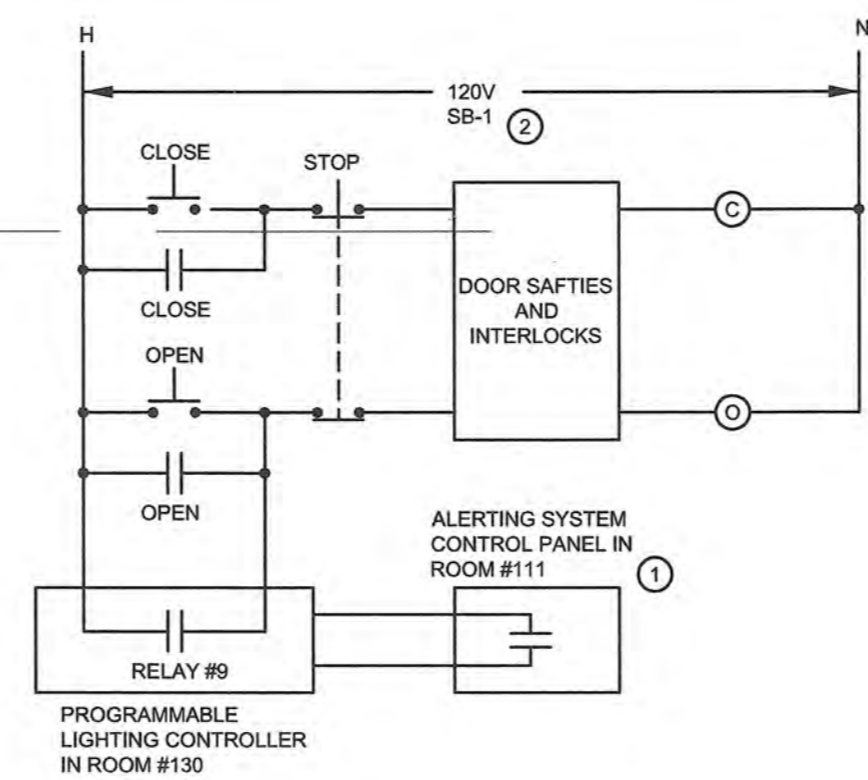 H
N
120V
SB-1
2
CLOSE
STOP
C
CLOSE
DOOR SAFTIES
AND
INTERLOCKS
OPEN
O
OPEN
ALERTING SYSTEM
CONTROL PANEL IN
ROOM #111
1
RELAY #9
PROGRAMMABLE
LIGHTING CONTROLLER
IN ROOM #130